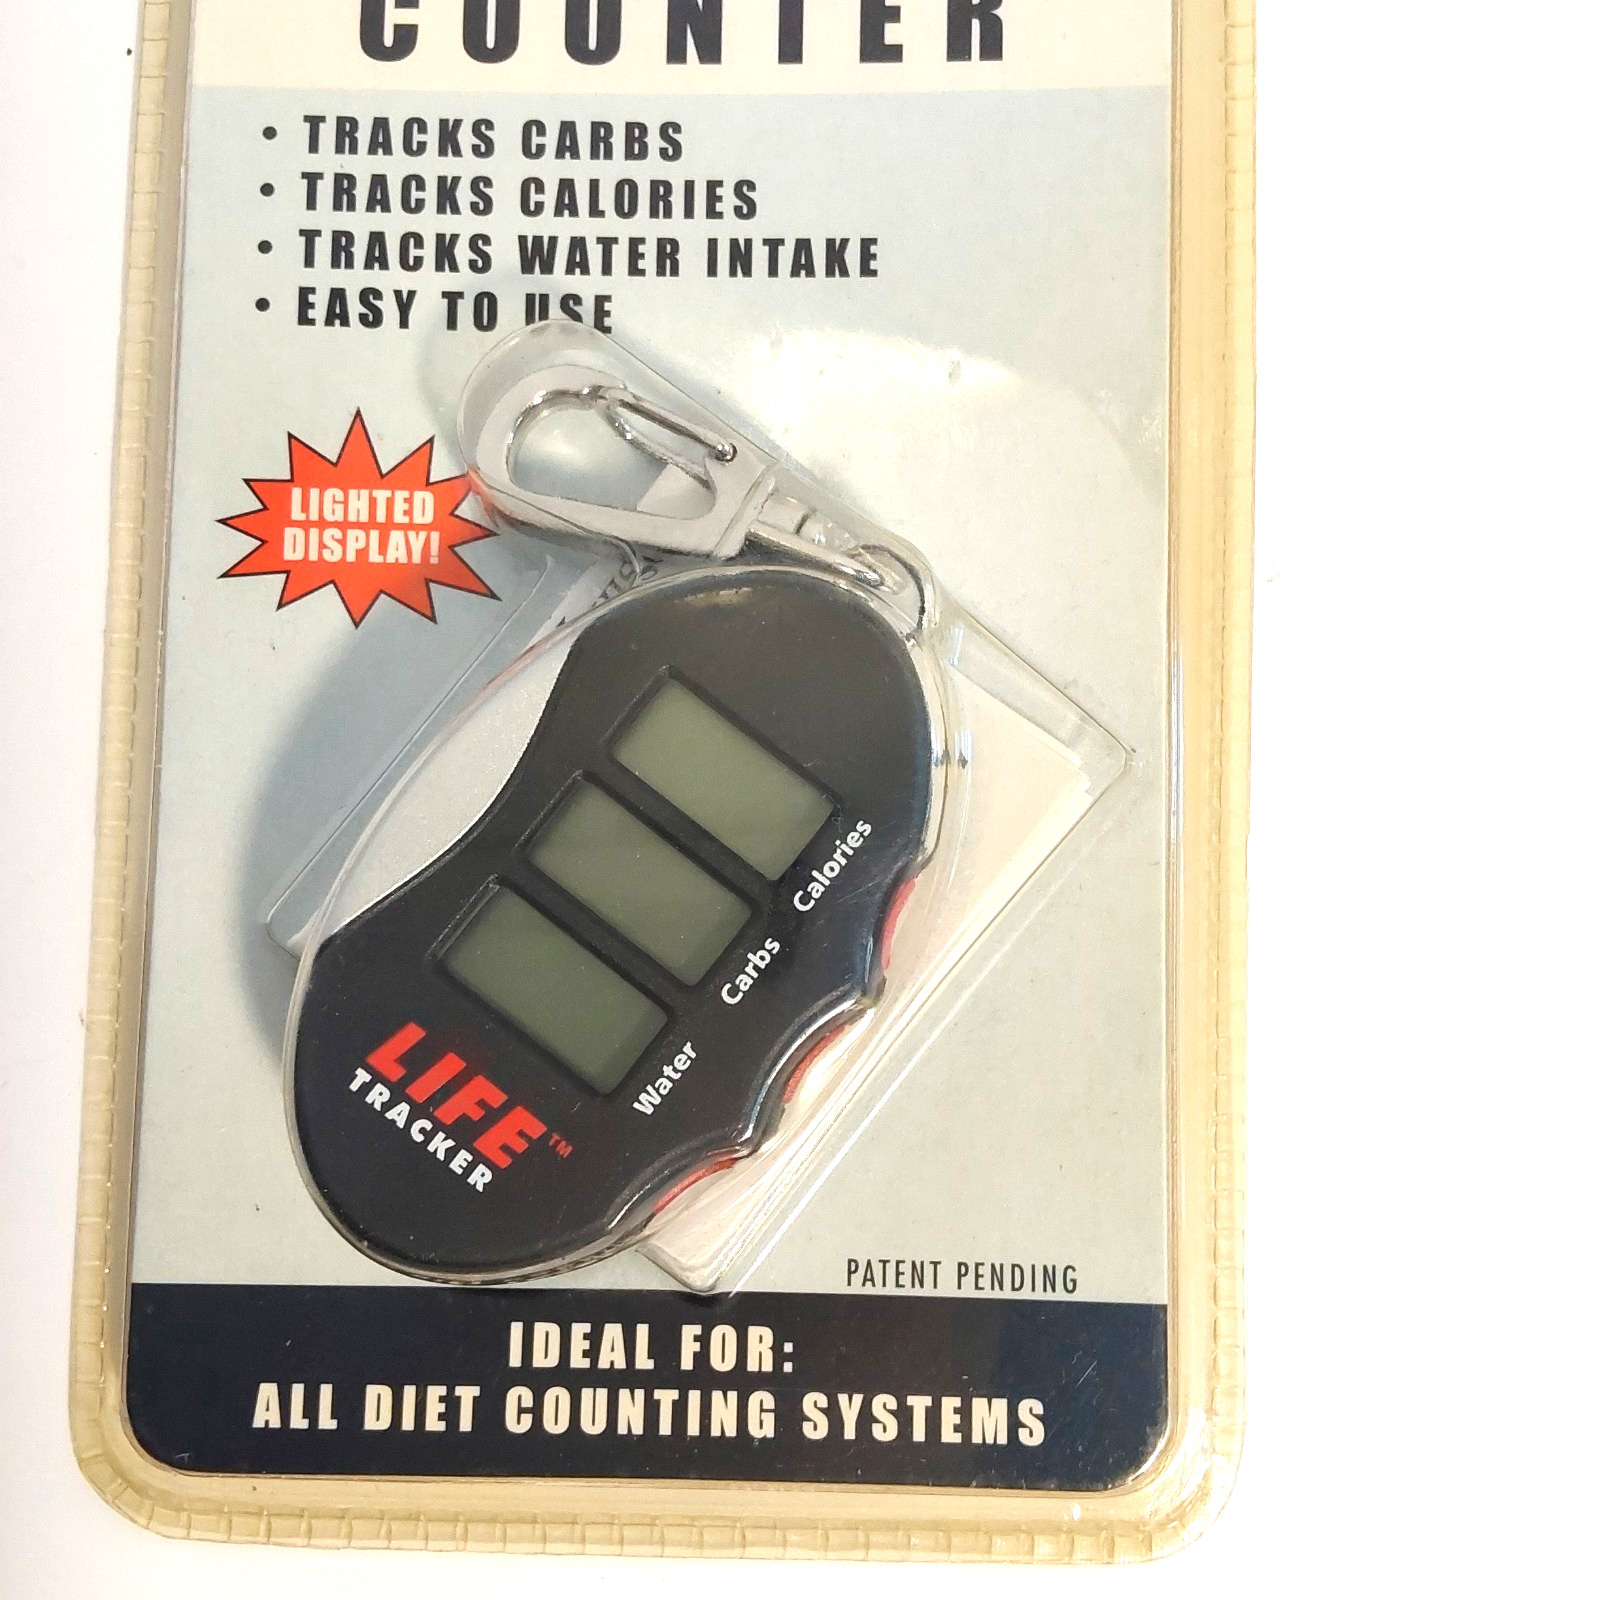 COUNTER
• TRACKS CARBS
• TRACKS CALORIES
• TRACKS WATER INTAKE
• EASY TO USE
LIGHTED
DISPLAY!
Calories
Carbs
Water
LIFE™
TRACKER
PATENT PENDING
IDEAL FOR:
ALL DIET COUNTING SYSTEMS